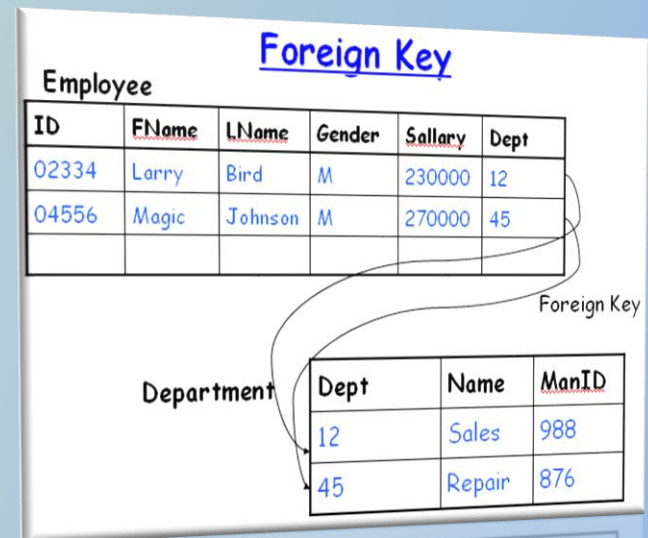 Foreign Key
Employee
ID FName LName Gender Sallary Dept
02334 Larry Bird M 230000 12
04556 Magic Johnson M 270000 45
Foreign Key
Department
Dept Name ManID
12 Sales 988
45 Repair 876